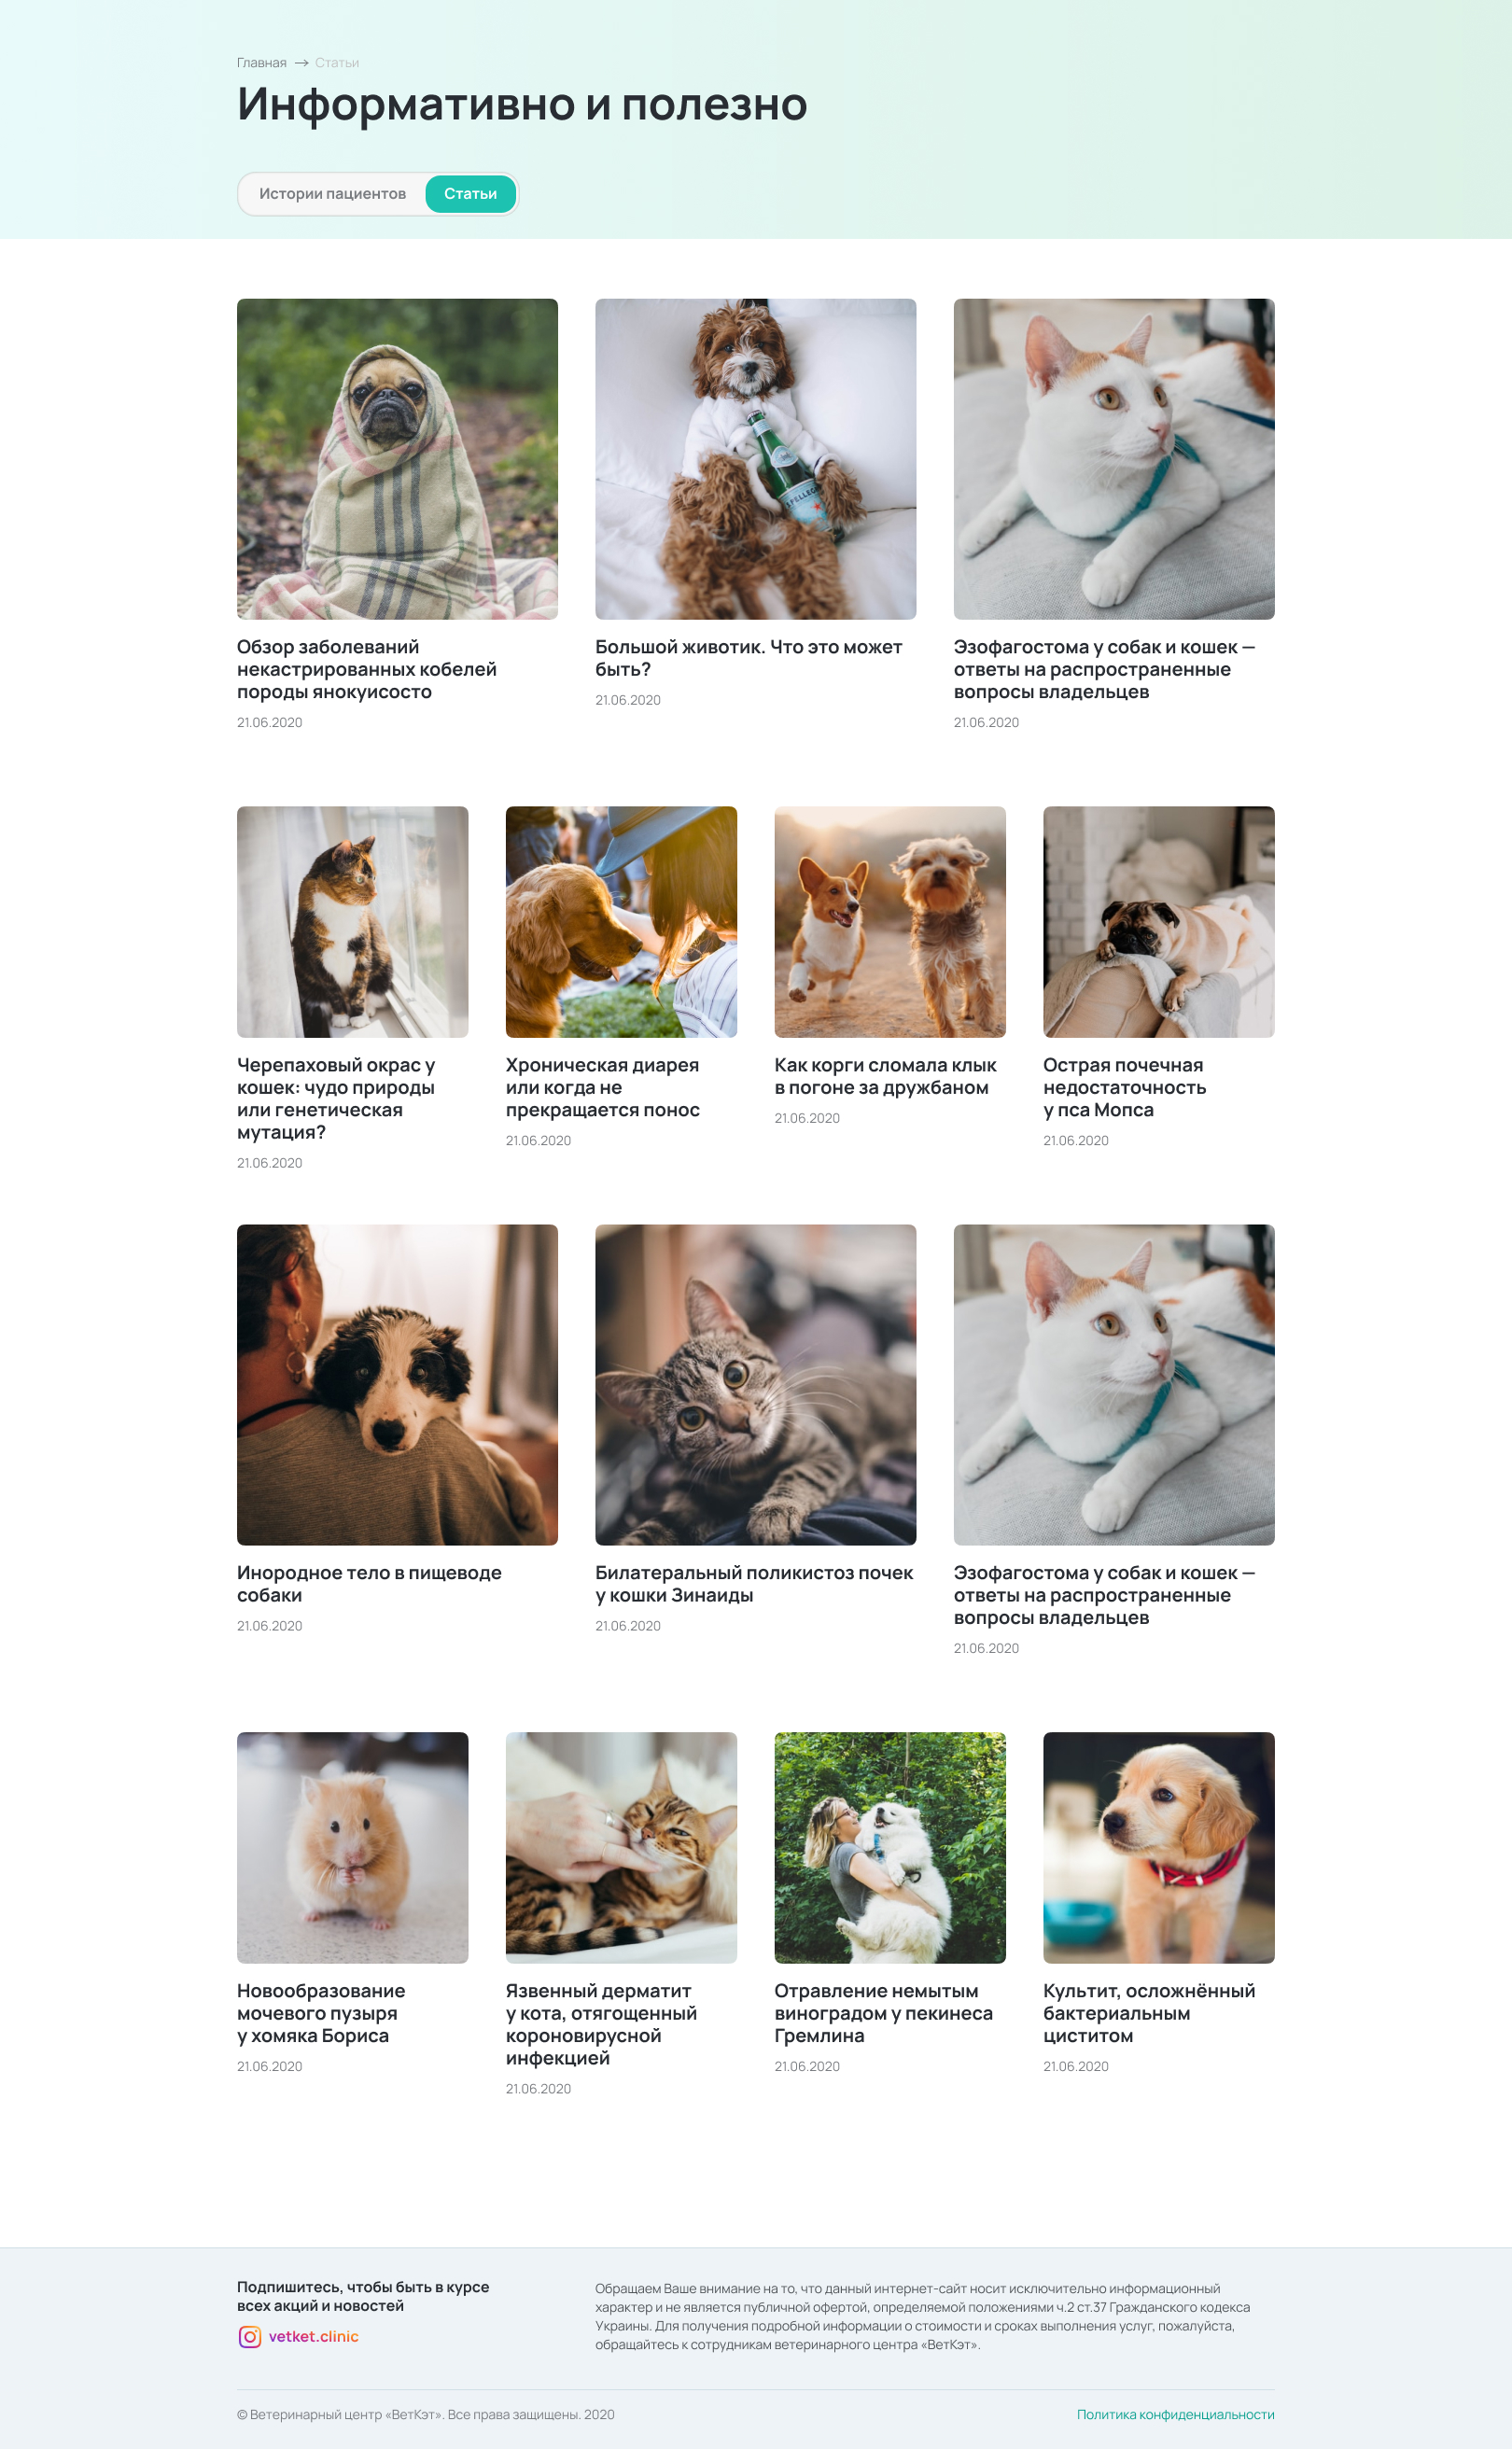 Главная → Статьи
Информативно и полезно
Истории пациентов Статьи
S.PELLEGRINO
Обзор заболеваний
некастрированных кобелей
породы янокуисосто
21.06.2020
Большой животик. Что это может
быть?
21.06.2020
Эзофагостома у собак и кошек —
ответы на распространенные
вопросы владельцев
21.06.2020
Черепаховый окрас у
кошек: чудо природы
или генетическая
мутация?
21.06.2020
Хроническая диарея
или когда не
прекращается понос
21.06.2020
Как корги сломала клык
в погоне за дружбаном
21.06.2020
Острая почечная
недостаточность
у пса Мопса
21.06.2020
Инородное тело в пищеводе
собаки
21.06.2020
Билатеральный поликистоз почек
у кошки Зинаиды
21.06.2020
Эзофагостома у собак и кошек —
ответы на распространенные
вопросы владельцев
21.06.2020
Новообразование
мочевого пузыря
у хомяка Бориса
21.06.2020
Язвенный дерматит
у кота, отягощенный
короновирусной
инфекцией
21.06.2020
Отравление немытым
виноградом у пекинеса
Гремлина
21.06.2020
Культит, осложнённый
бактериальным
циститом
21.06.2020
Подпишитесь, чтобы быть в курсе
всех акций и новостей
vetket.clinic
Обращаем Ваше внимание на то, что данный интернет-сайт носит исключительно информационный
характер и не является публичной офертой, определяемой положениями ч.2 ст.37 Гражданского кодекса
Украины. Для получения подробной информации о стоимости и сроках выполнения услуг, пожалуйста,
обращайтесь к сотрудникам ветеринарного центра «ВетКэт».
© Ветеринарный центр «ВетКэт». Все права защищены. 2020
Политика конфиденциальности